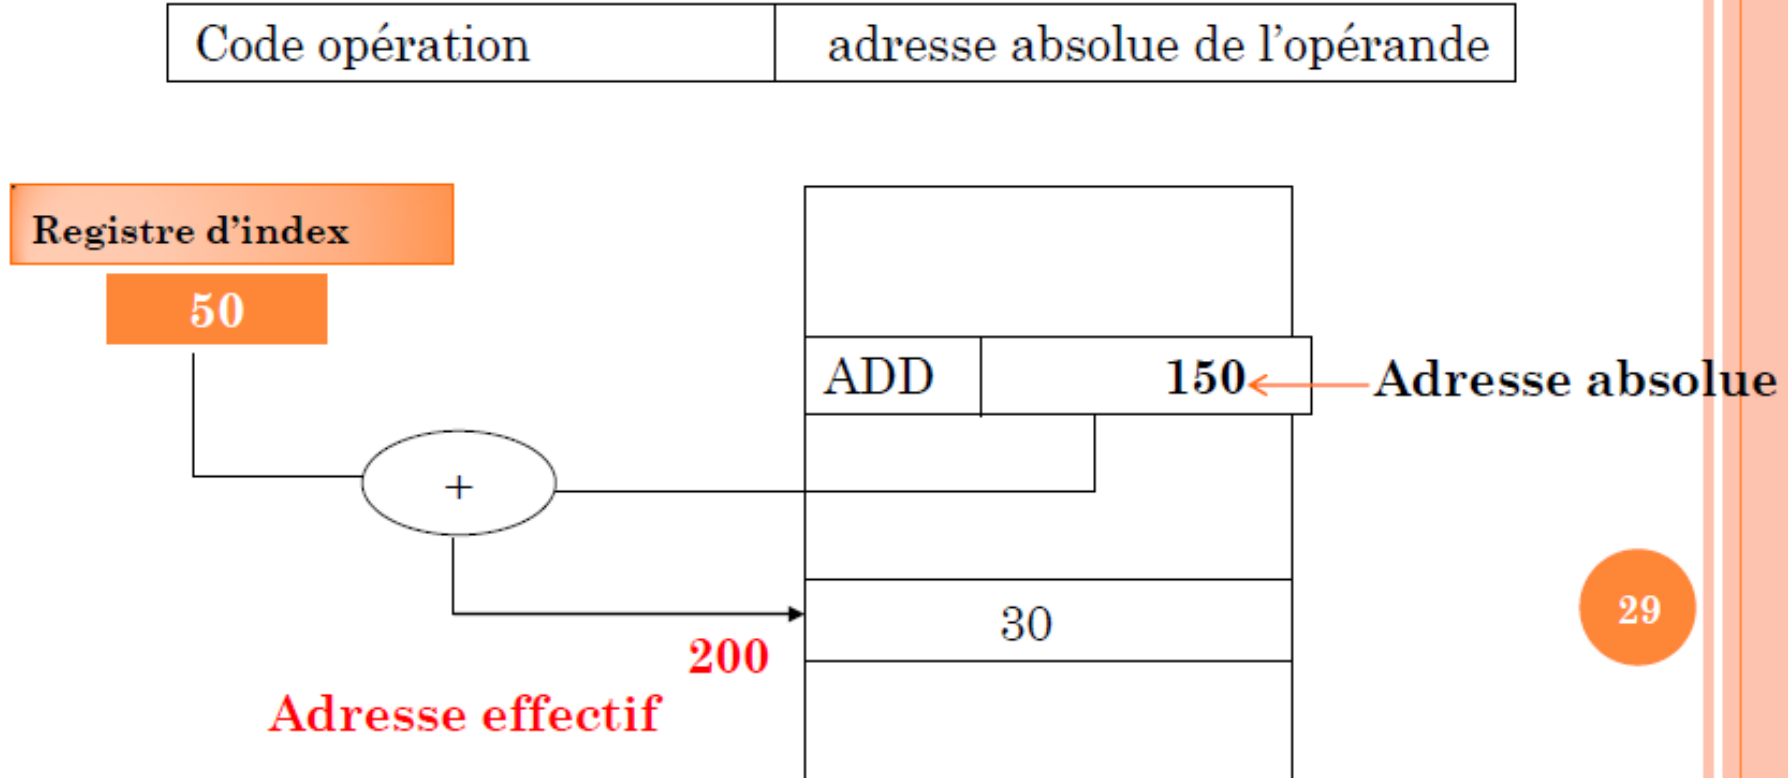 Code opération
adresse absolue de l'opérande
Registre d'index
50
ADD
150
Adresse absolue
+
30
29
200
Adresse effectif